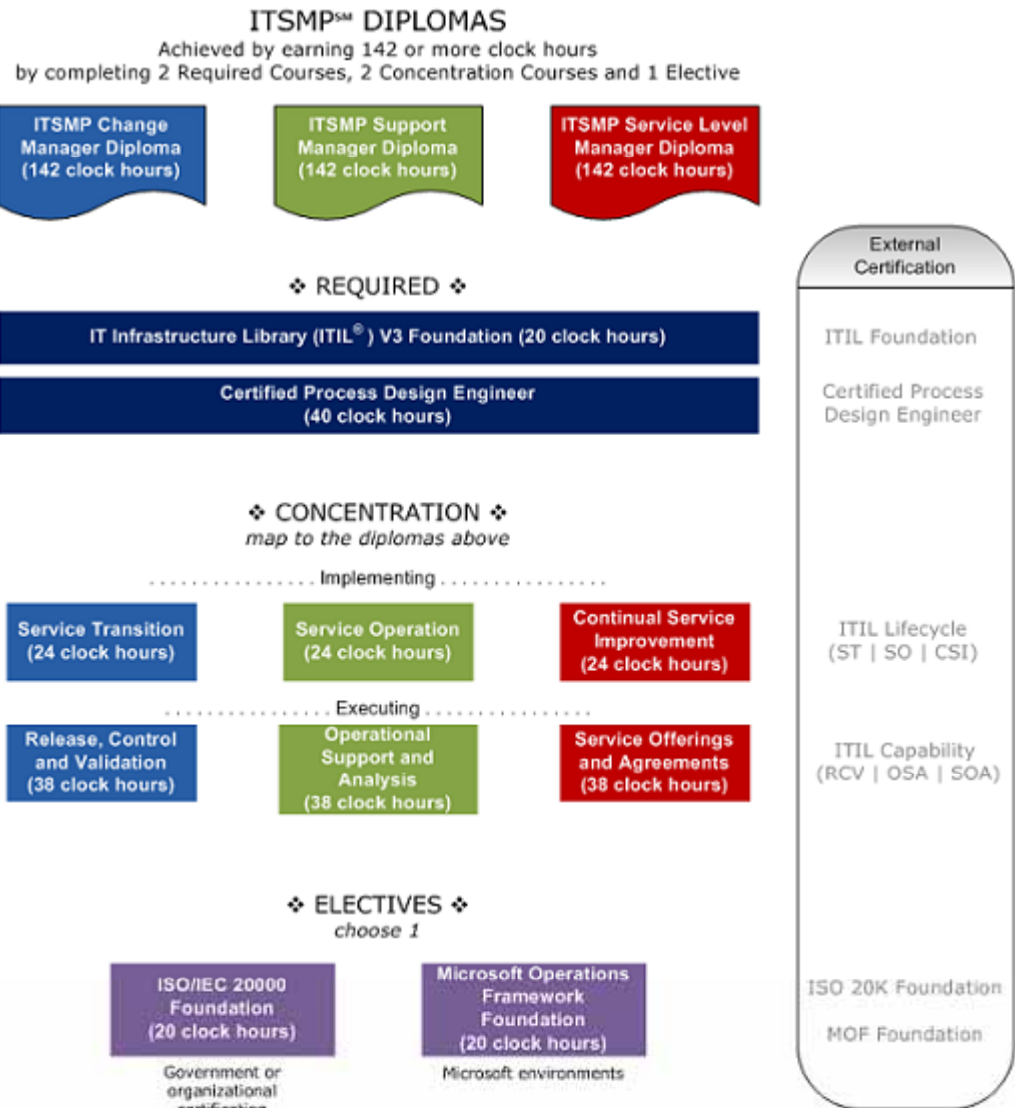 ITSMP℠ DIPLOMAS
Achieved by earning 142 or more clock hours
by completing 2 Required Courses, 2 Concentration Courses and 1 Elective
ITSMP Change
Manager Diploma
(142 clock hours)
ITSMP Support
Manager Diploma
(142 clock hours)
ITSMP Service Level
Manager Diploma
(142 clock hours)
External
Certification
❖ REQUIRED ❖
IT Infrastructure Library (ITIL® ) V3 Foundation (20 clock hours)
ITIL Foundation
Certified Process Design Engineer
(40 clock hours)
Certified Process
Design Engineer
❖ CONCENTRATION ❖
map to the diplomas above
. . . . . . . . . . . . . . . . Implementing . . . . . . . . . . . . . . . .
Service Transition
(24 clock hours)
Service Operation
(24 clock hours)
Continual Service
Improvement
(24 clock hours)
ITIL Lifecycle
(ST | SO | CSI)
. . . . . . . . . . . . . . . . Executing . . . . . . . . . . . . . . . .
Release, Control
and Validation
(38 clock hours)
Operational
Support and
Analysis
(38 clock hours)
Service Offerings
and Agreements
(38 clock hours)
ITIL Capability
(RCV | OSA | SOA)
❖ ELECTIVES ❖
choose 1
ISO/IEC 20000
Foundation
(20 clock hours)
Government or
organizational
certification
Microsoft Operations
Framework
Foundation
(20 clock hours)
Microsoft environments
ISO 20K Foundation
MOF Foundation